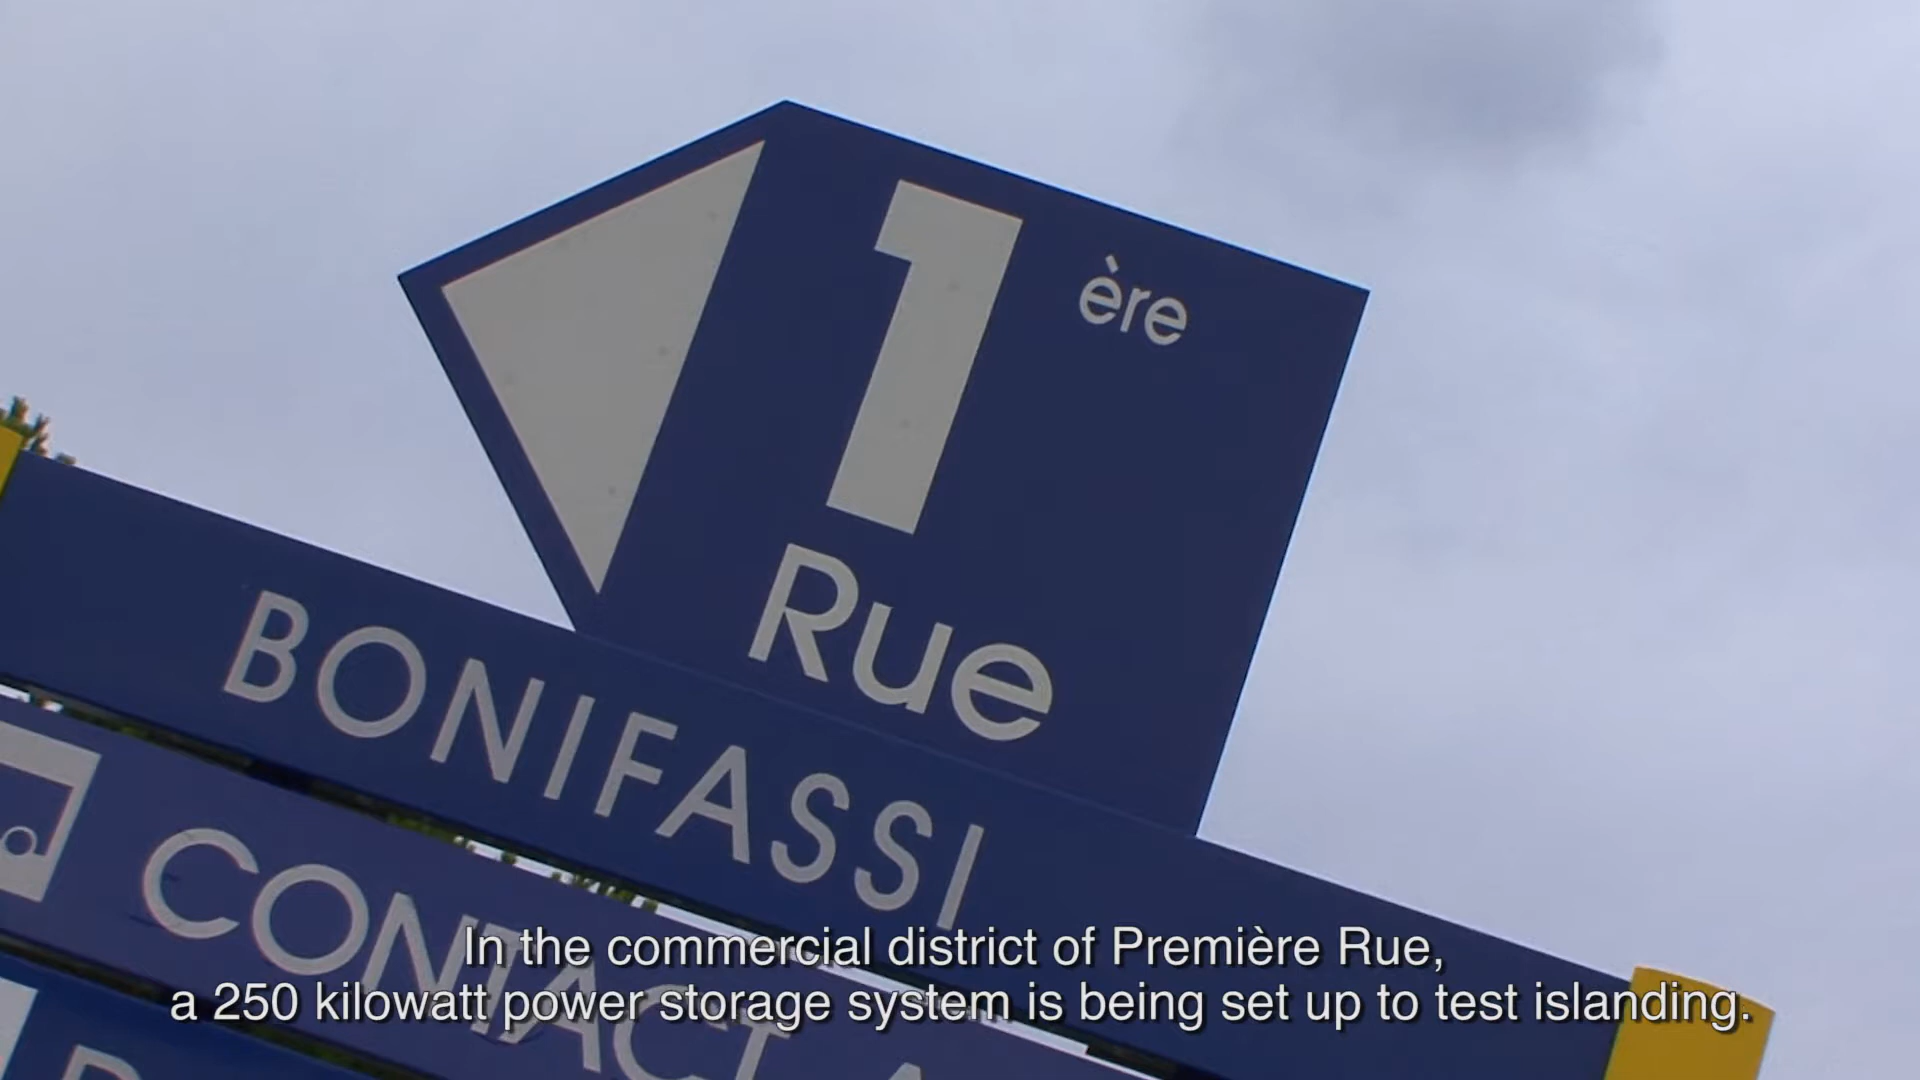 1 ère
Rue
BONIFASSI
CONTACT
In the commercial district of Première Rue,
a 250 kilowatt power storage system is being set up to test islanding.